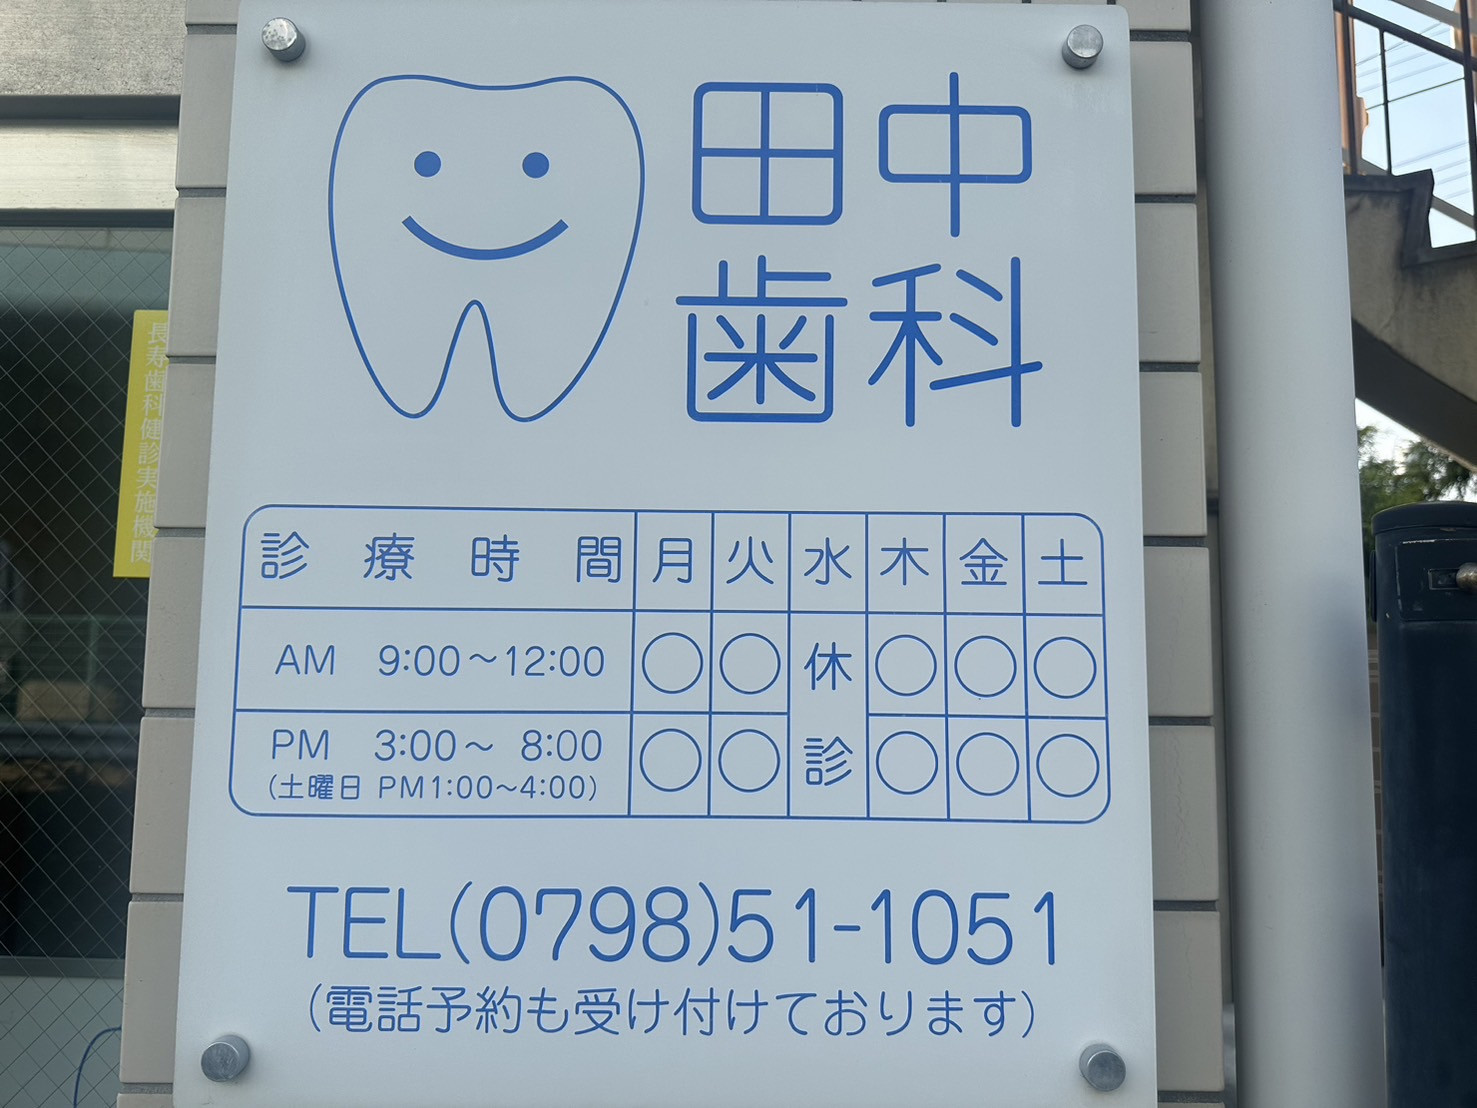 田中
歯科
診療時間 月 火 水 木 金 土
AM 9:00～12:00 ○ ○ 休 ○ ○ ○
PM 3:00～ 8:00 ○ ○ 診 ○ ○ ○
(土曜日 PM1:00～4:00)
TEL(0798)51-1051
(電話予約も受け付けております)
長寿歯科健診実施機関